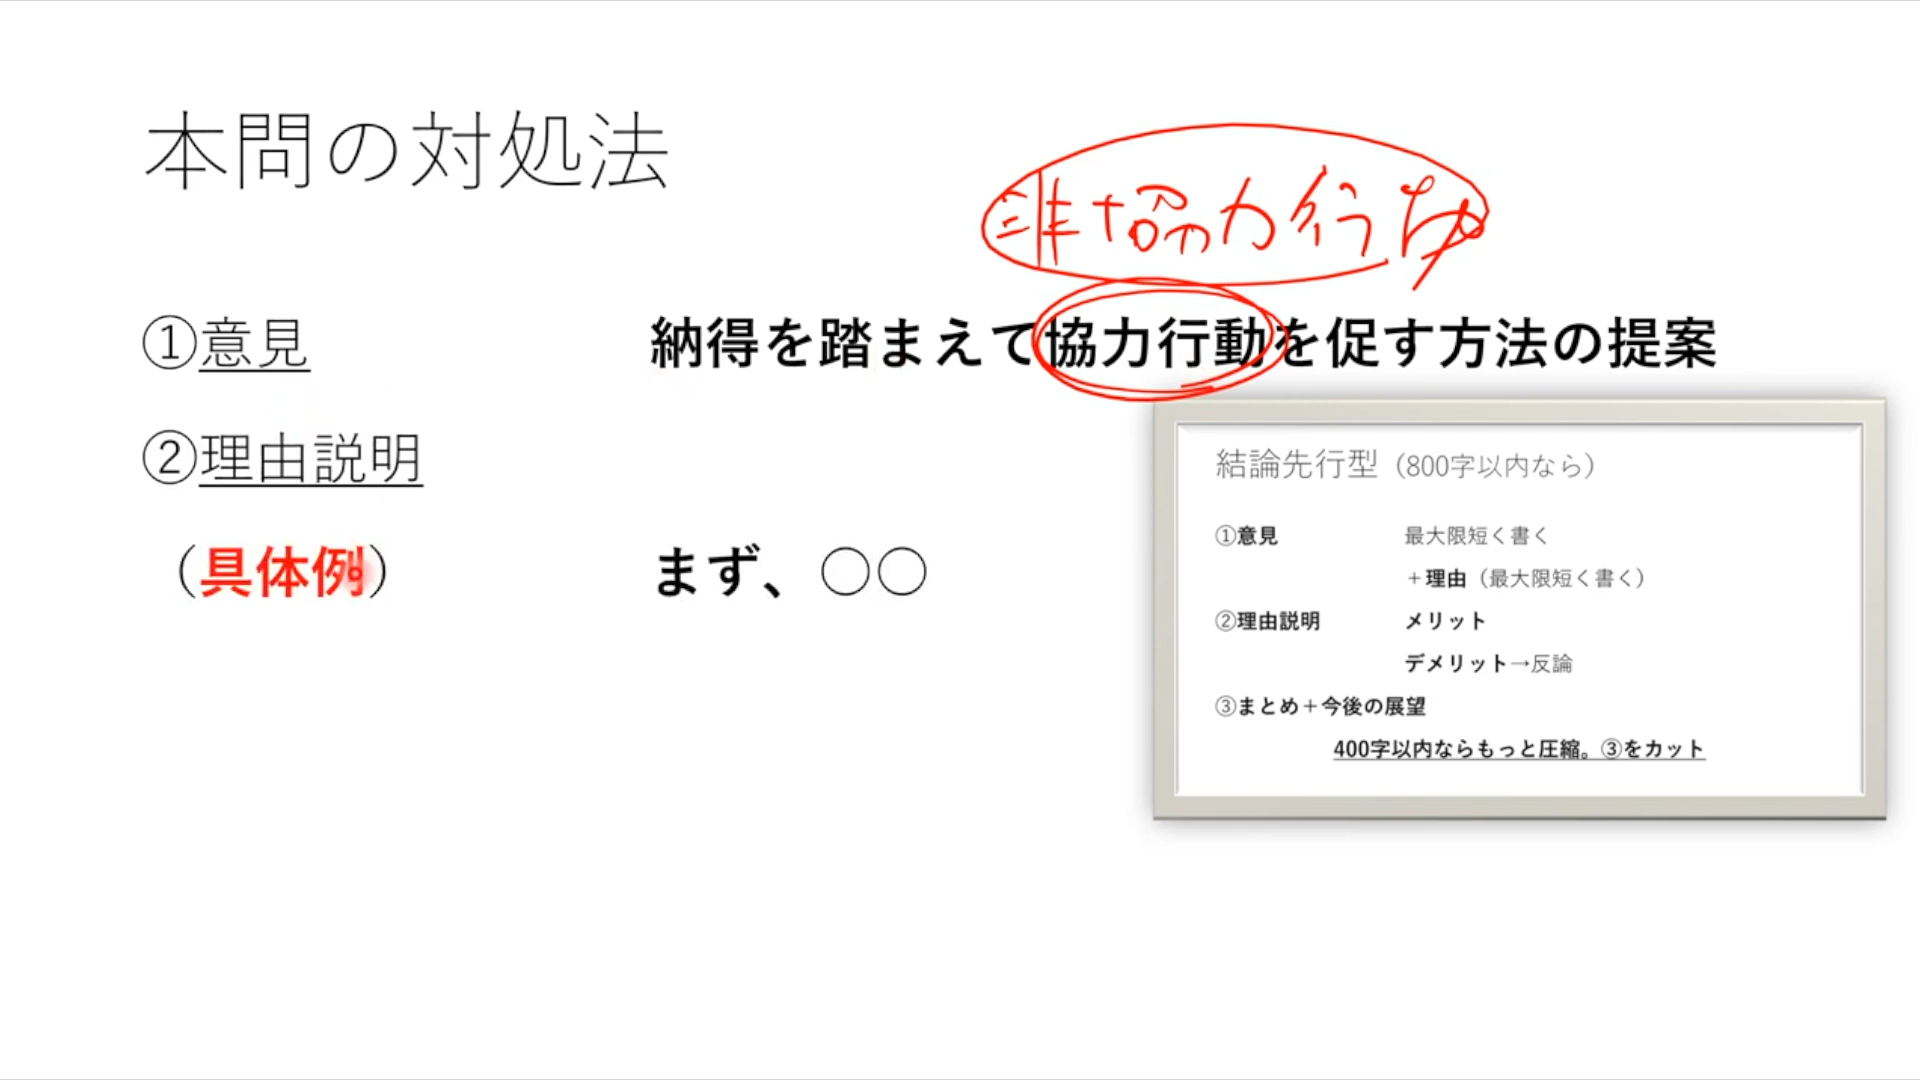 本問の対処法
非協力行動
①意見 納得を踏まえて協力行動を促す方法の提案
②理由説明
（具体例） まず、○○
結論先行型（800字以内なら）
①意見 最大限短く書く
＋理由（最大限短く書く）
②理由説明 メリット
デメリット→反論
③まとめ＋今後の展望
400字以内ならもっと圧縮。③をカット